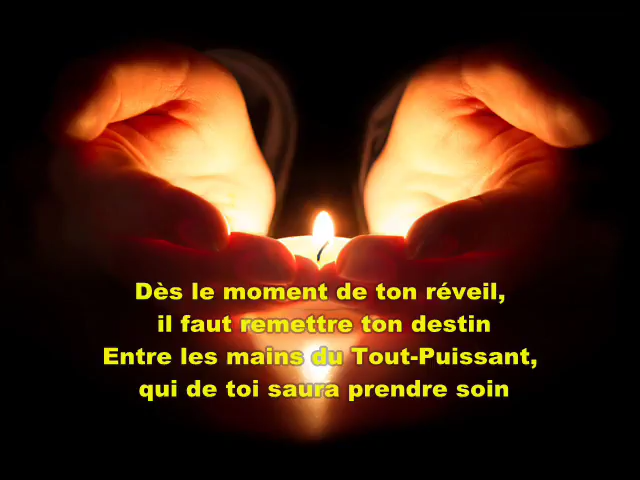 Dès le moment de ton réveil,
il faut remettre ton destin
Entre les mains du Tout-Puissant,
qui de toi saura prendre soin